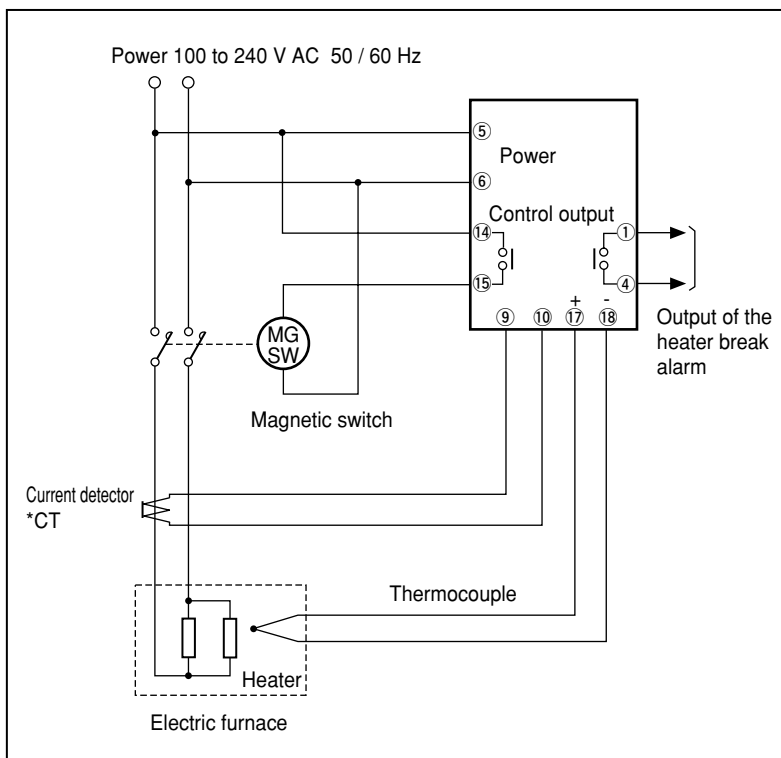 Power 100 to 240 V AC 50 / 60 Hz
⑤
Power
⑥
Control output
⑭
①
⑮
④
+ -
⑨ ⑩ ⑰ ⑱
MG
SW
Output of the
heater break
alarm
Magnetic switch
Current detector
*CT
Thermocouple
Heater
Electric furnace